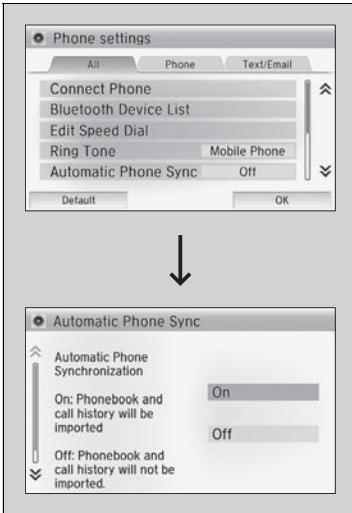 Phone settings
All Phone Text/Email
Connect Phone
Bluetooth Device List
Edit Speed Dial
Ring Tone Mobile Phone
Automatic Phone Sync Off
Default OK
Automatic Phone Sync
Automatic Phone
Synchronization
On: Phonebook and
call history will be
imported
Off: Phonebook and
call history will not be
imported.
On
Off